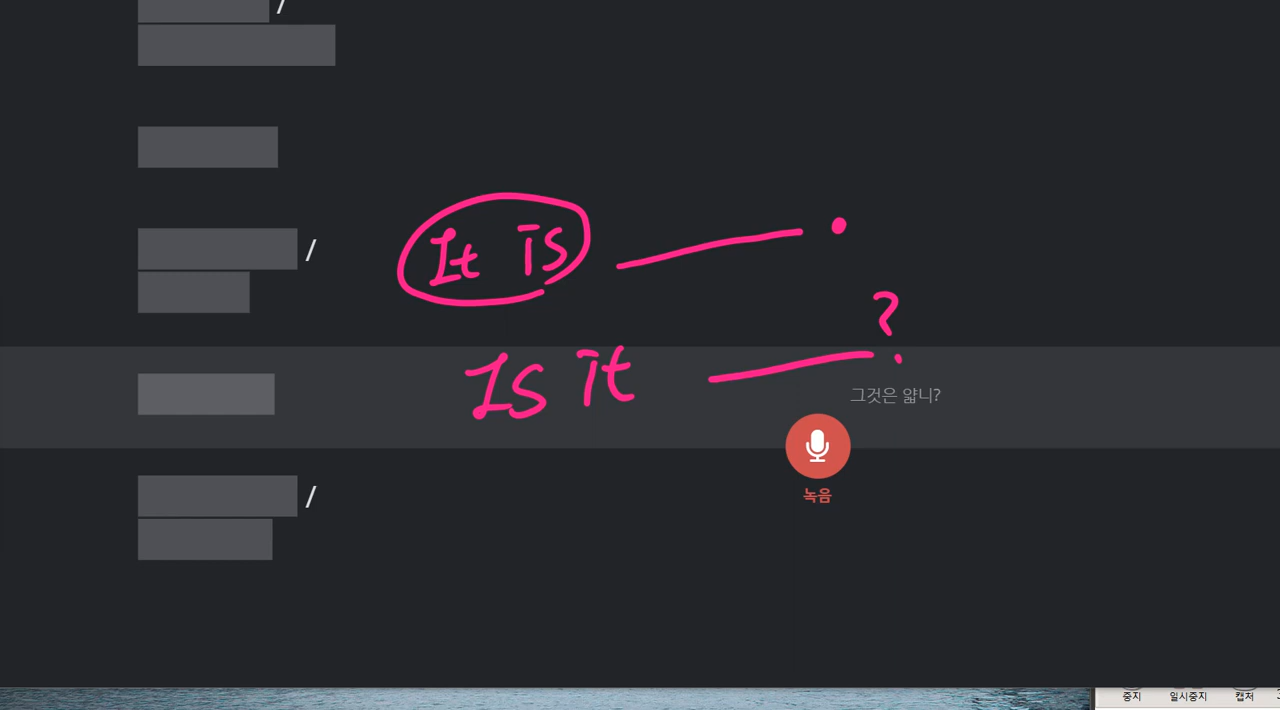 /
It is .
/
?
Is it
그것은 얇니?
녹음
/
중지 일시중지 캡처